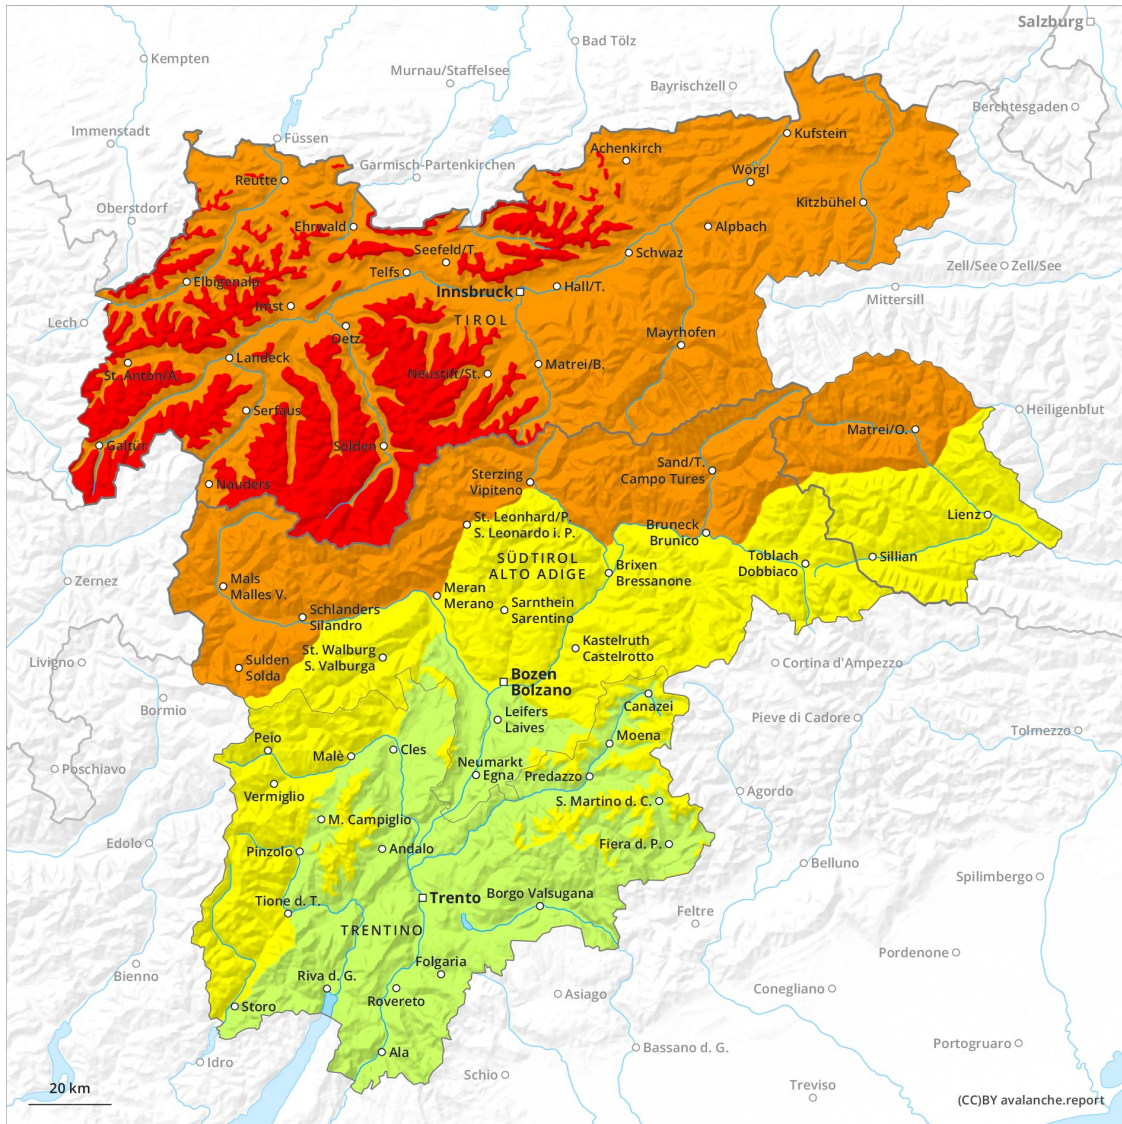 Salzburg
Bad Tölz
Kempten
Murnau/Staffelsee
Bayrischzell
Berchtesgaden
Immenstadt
Füssen
Kufstein
Achenkirch
Garmisch-Partenkirchen
Wörgl
Reutte
Oberstdorf
Kitzbühel
Ehrwald
Alpbach
Seefeld/T.
Schwaz
Zell/See
Zell/See
Telfs
Elbigenalp
Hall/T.
Innsbruck
Mittersill
Imst
TIROL
Lech
Oetz
Mayrhofen
Landeck
Matrei/B.
St. Anton/A.
Neustift/St.
Serfaus
Heiligenblut
Matrei/O.
Galtür
Sölden
Sterzing
Vipiteno
Sand/T.
Campo Tures
Nauders
St. Leonhard/P.
S. Leonardo i. P.
Bruneck
Brunico
Lienz
SÜDTIROL
ALTO ADIGE
Toblach
Dobbiaco
Sillian
Brixen
Bressanone
Zernez
Mals
Malles V.
Meran
Merano
Sarnthein
Sarentino
Schlanders
Silandro
Kastelruth
Castelrotto
St. Walburg
S. Valburga
Livigno
Sulden
Solda
Cortina d'Ampezzo
Bozen
Bolzano
Bormio
Canazei
Leifers
Laives
Pieve di Cadore
Tolmezzo
Peio
Moena
Malè
Cles
Poschiavo
Neumarkt
Egna
Predazzo
Vermiglio
Agordo
S. Martino d. C.
M. Campiglio
Edolo
Pinzolo
Andalo
Fiera d. P.
Belluno
Spilimbergo
Tione d. T.
Trento
Borgo Valsugana
Feltre
TRENTINO
Pordenone
Folgaria
Bienno
Riva d. G.
Conegliano
Asiago
Rovereto
Storo
Portogruaro
Bassano d. G.
Ala
Idro
Schio
Treviso
20 km
(CC)BY avalanche.report